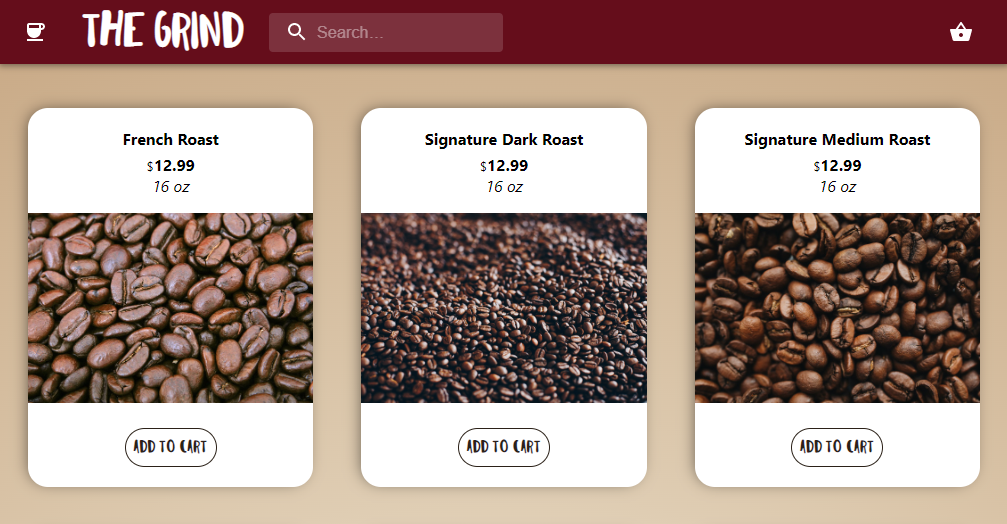 THE GRIND
Search...
French Roast
$12.99
16 oz
ADD TO CART
Signature Dark Roast
$12.99
16 oz
ADD TO CART
Signature Medium Roast
$12.99
16 oz
ADD TO CART